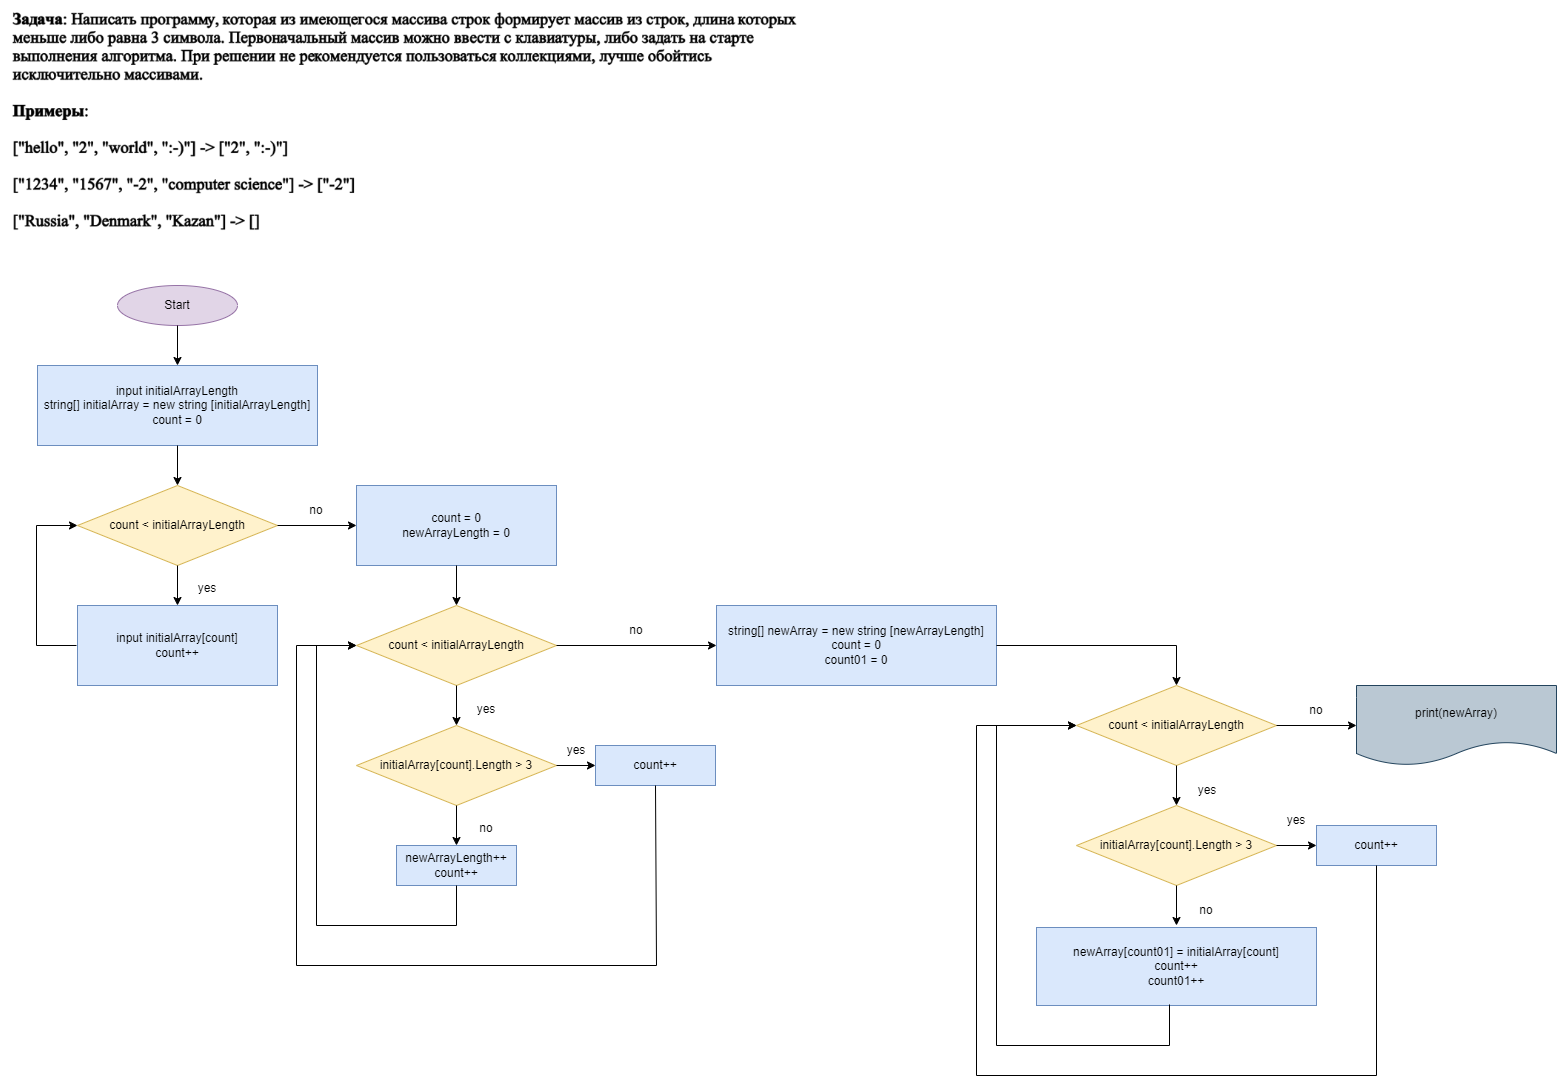 Задача: Написать программу, которая из имеющегося массива строк формирует массив из строк, длина которых
меньше либо равна 3 символа. Первоначальный массив можно ввести с клавиатуры, либо задать на старте
выполнения алгоритма. При решении не рекомендуется пользоваться коллекциями, лучше обойтись
исключительно массивами.
Примеры:
["hello", "2", "world", ":-)"] -> ["2", ":-)"]
["1234", "1567", "-2", "computer science"] -> ["-2"]
["Russia", "Denmark", "Kazan"] -> []
Start
input initialArrayLength
string[] initialArray = new string [initialArrayLength]
count = 0
count < initialArrayLength
no
yes
input initialArray[count]
count++
count = 0
newArrayLength = 0
count < initialArrayLength
no
yes
initialArray[count].Length > 3
yes
count++
no
newArrayLength++
count++
string[] newArray = new string [newArrayLength]
count = 0
count01 = 0
count < initialArrayLength
no
print(newArray)
yes
initialArray[count].Length > 3
yes
count++
no
newArray[count01] = initialArray[count]
count++
count01++